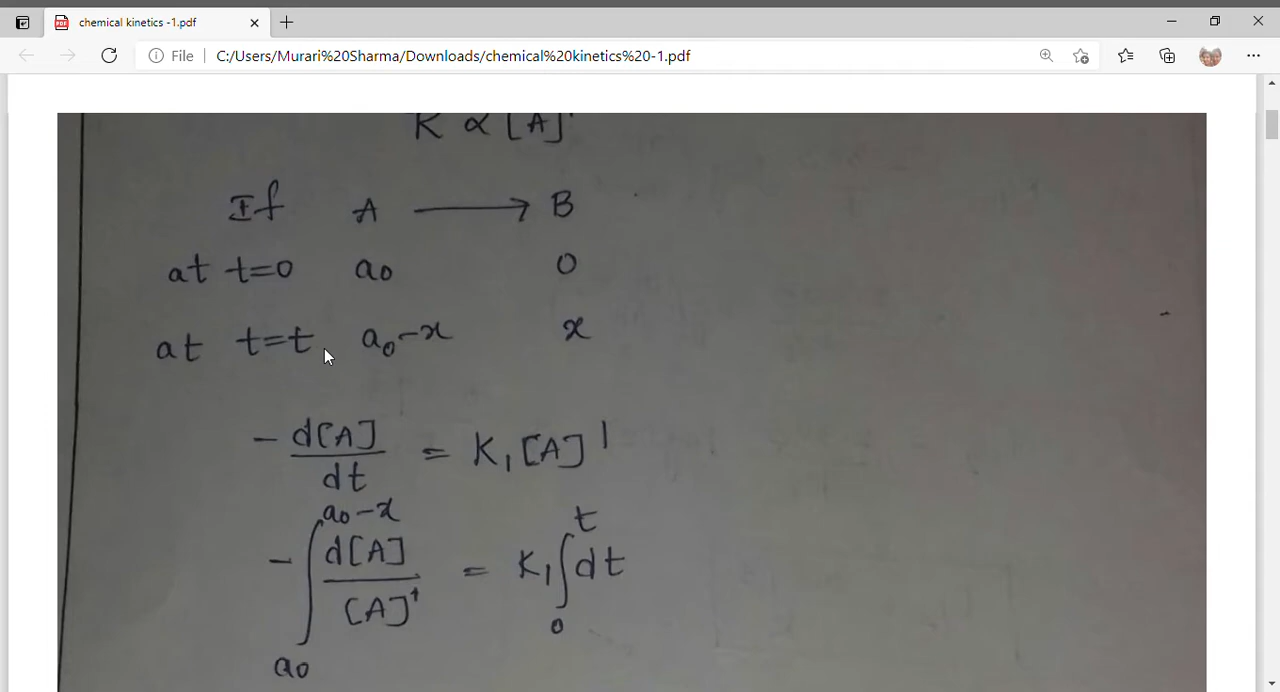 chemical kinetics -1.pdf
File | C:/Users/Murari%20Sharma/Downloads/chemical%20kinetics%20-1.pdf
K ∝ [A]'
If A ⟶ B
at t=0 a₀ 0
at t=t a₀-x x
- d[A]/dt = K₁[A]¹
- ∫_{a₀}^{a₀-x} d[A]/[A]¹ = K₁ ∫_0^t dt